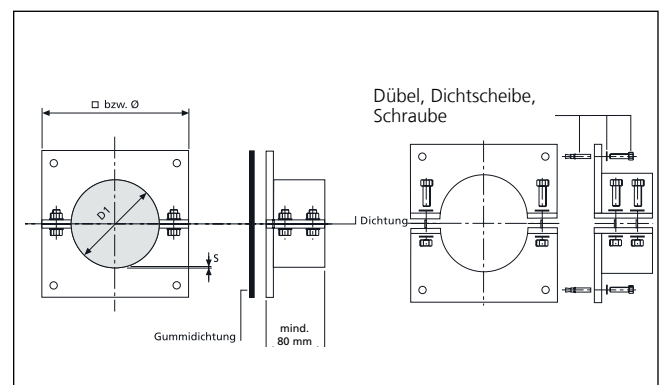 □ bzw. Ø
D1
S
Gummidichtung
mind.
80 mm
Dichtung
Dübel, Dichtscheibe,
Schraube